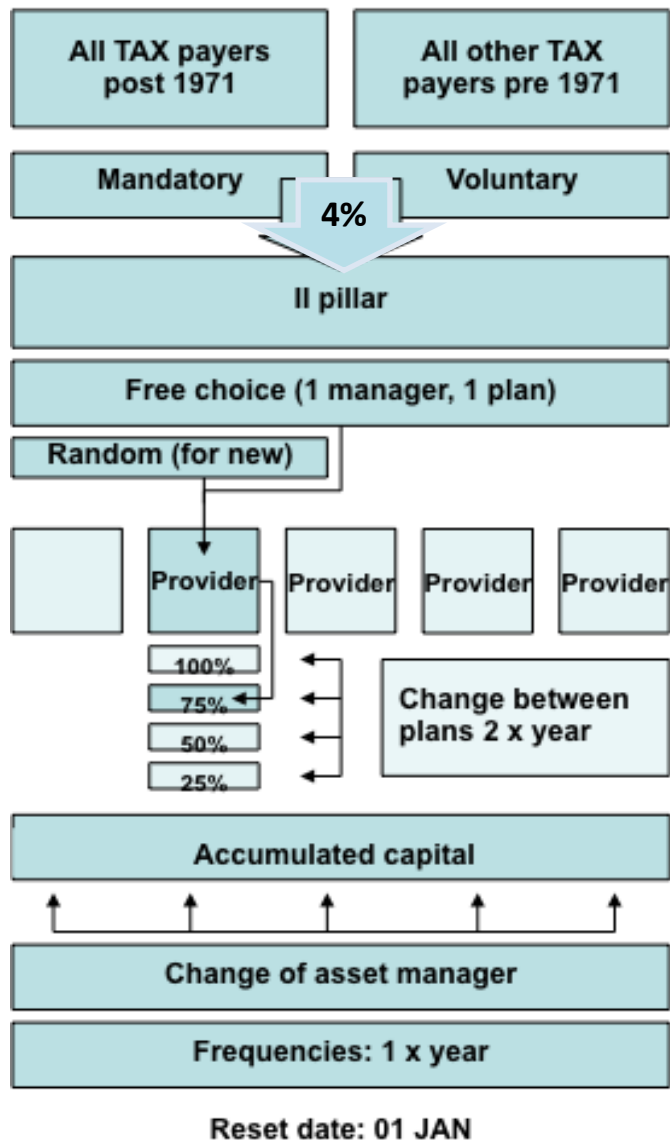 All TAX payers
post 1971
All other TAX
payers pre 1971
Mandatory
Voluntary
4%
II pillar
Free choice (1 manager, 1 plan)
Random (for new)
Provider
Provider
Provider
Provider
100%
75%
50%
25%
Change between
plans 2 x year
Accumulated capital
Change of asset manager
Frequencies: 1 x year
Reset date: 01 JAN